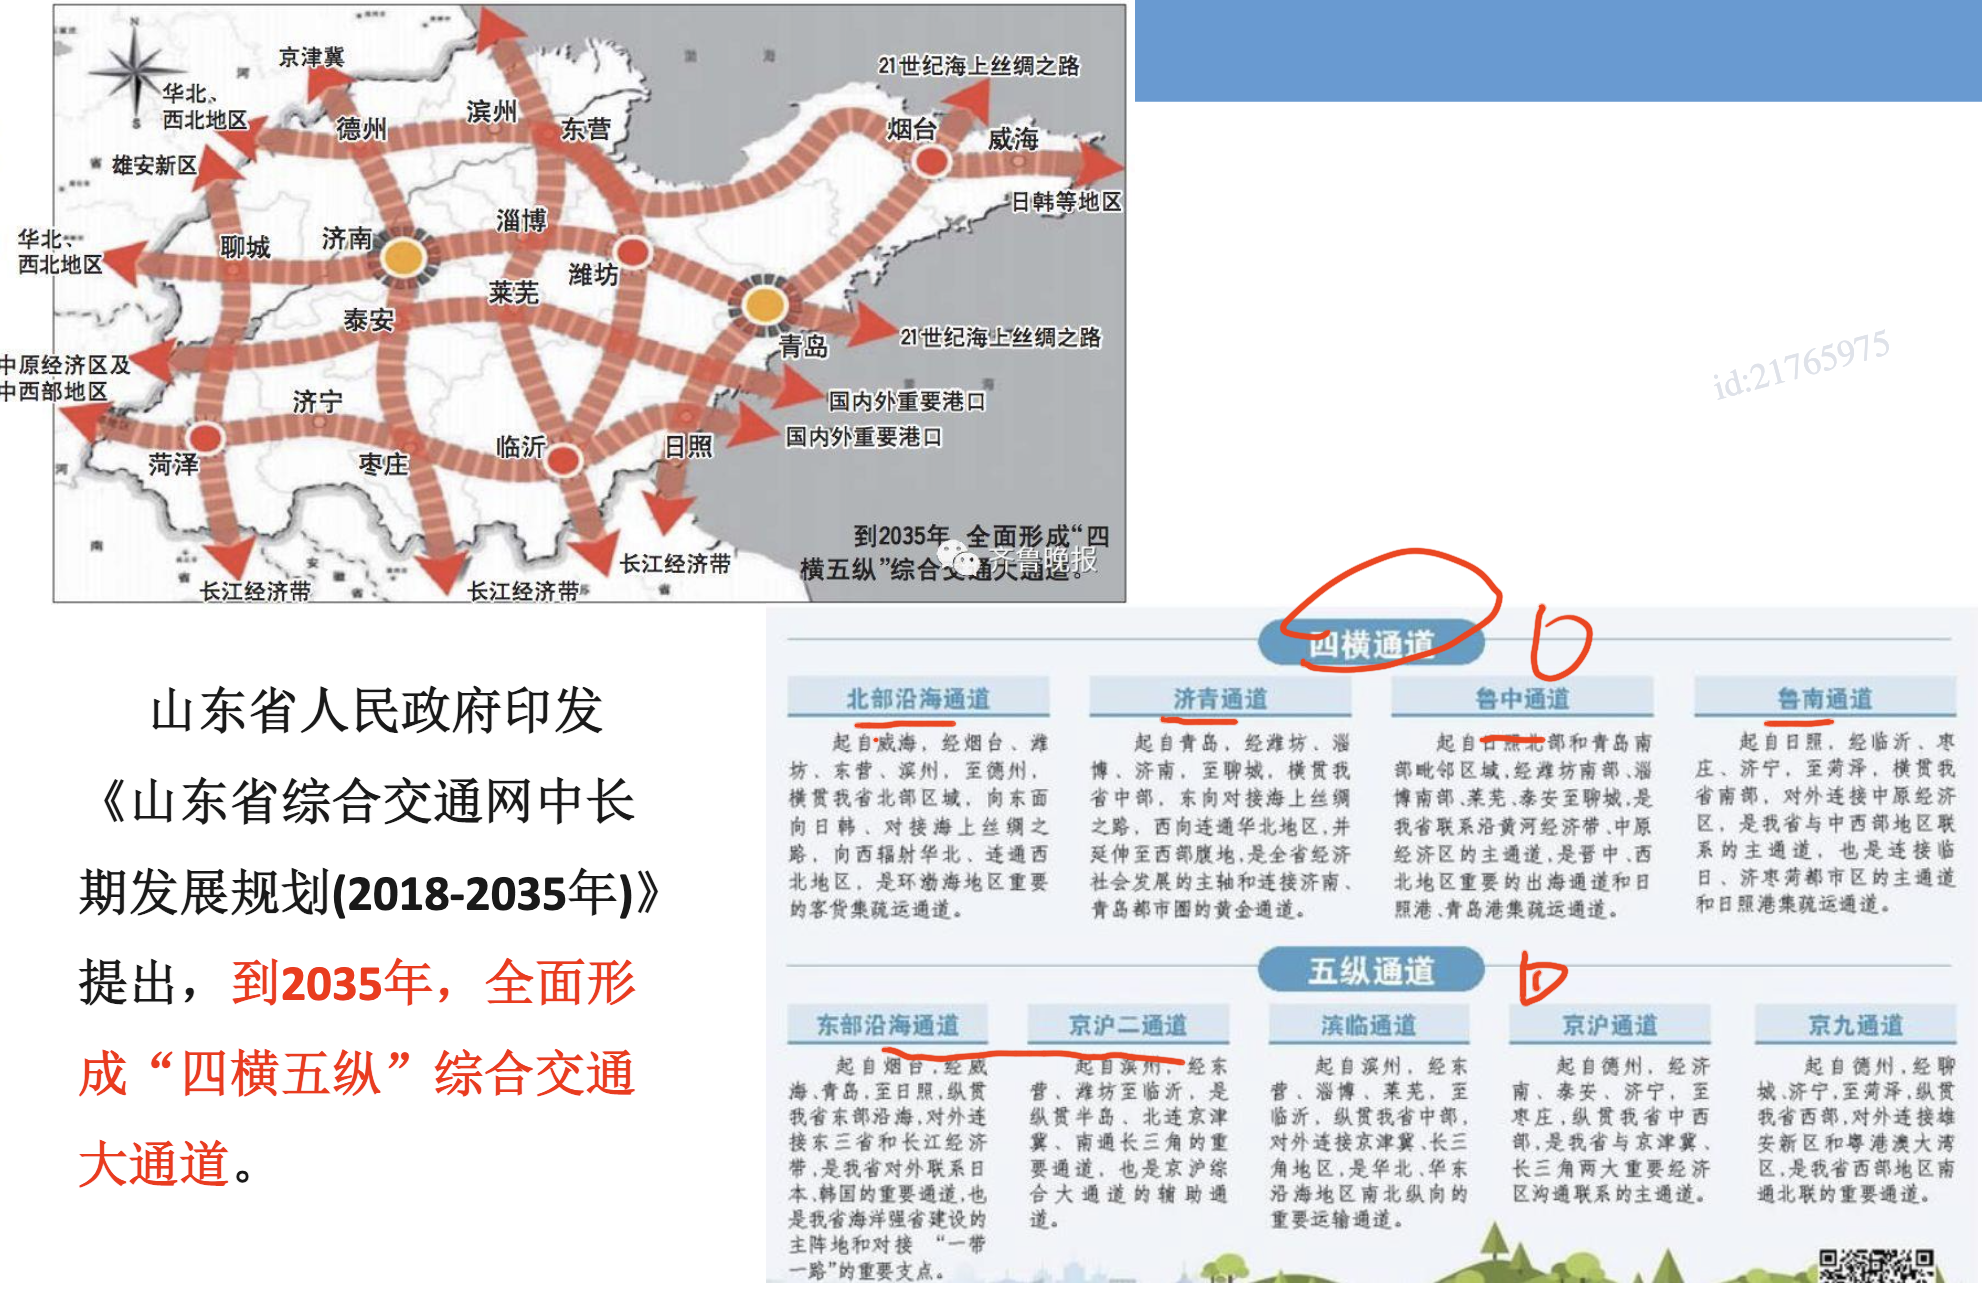 京津冀
华北、
西北地区
雄安新区
德州
滨州
东营
21世纪海上丝绸之路
烟台
威海
日韩等地区
渤
海
河
省
N
S
华北、
西北地区
聊城
济南
淄博
潍坊
莱芜
泰安
青岛
21世纪海上丝绸之路
中原经济区及
中西部地区
济宁
菏泽
枣庄
临沂
日照
黄
海
国内外重要港口
国内外重要港口
河
南
省
安
徽
省
省
长江经济带
长江经济带
长江经济带
到2035年 全面形成“四
横五纵”综合交通大通道。
齐鲁晚报
id:21765975
山东省人民政府印发
《山东省综合交通网中长
期发展规划(2018-2035年)》
提出，到2035年，全面形
成“四横五纵”综合交通
大通道。
四横通道
北部沿海通道
起自威海，经烟台、潍
坊、东营、滨州，至德州，
横贯我省北部区域，向东面
向日韩、对接海上丝绸之
路，向西辐射华北、连通西
北地区，是环渤海地区重要
的客货集疏运通道。
济青通道
起自青岛，经潍坊、淄
博、济南，至聊城，横贯我
省中部，东向对接海上丝绸
之路，西向连通华北地区,并
延伸至西部腹地,是全省经济
社会发展的主轴和连接济南、
青岛都市圈的黄金通道。
鲁中通道
起自日照北部和青岛南
部毗邻区域,经潍坊南部、淄
博南部、莱芜、泰安至聊城,是
我省联系沿黄河经济带、中原
经济区的主通道,是晋中、西
北地区重要的出海通道和日
照港、青岛港集疏运通道。
鲁南通道
起自日照，经临沂、枣
庄、济宁，至菏泽，横贯我
省南部，对外连接中原经济
区，是我省与中西部地区联
系的主通道，也是连接临
日、济枣菏都市区的主通道
和日照港集疏运通道。
五纵通道
东部沿海通道
起自烟台,经威
海、青岛,至日照,纵贯
我省东部沿海,对外连
接东三省和长江经济
带,是我省对外联系日
本、韩国的重要通道,也
是我省海洋强省建设的
主阵地和对接 “一带
一路”的重要支点。
京沪二通道
起自滨州，经东
营、潍坊至临沂，是
纵贯半岛、北连京津
冀、南通长三角的重
要通道，也是京沪综
合大通道的辅助通
道。
滨临通道
起自滨州，经东
营、淄博、莱芜，至
临沂，纵贯我省中部，
对外连接京津冀、长三
角地区,是华北、华东
沿海地区南北纵向的
重要运输通道。
京沪通道
起自德州，经济
南、泰安、济宁，至
枣庄,纵贯我省中西
部,是我省与京津冀、
长三角两大重要经济
区沟通联系的主通道。
京九通道
起自德州,经聊
城、济宁,至菏泽,纵贯
我省西部,对外连接雄
安新区和粤港澳大湾
区,是我省西部地区南
通北联的重要通道。